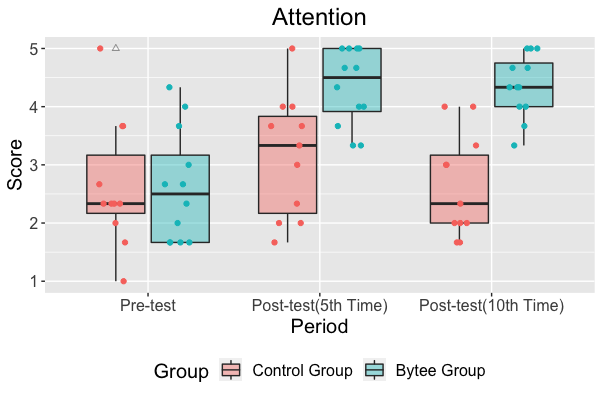 Attention
Score
5
4
3
2
1
Pre-test Post-test(5th Time) Post-test(10th Time)
Period
Group Control Group Bytee Group